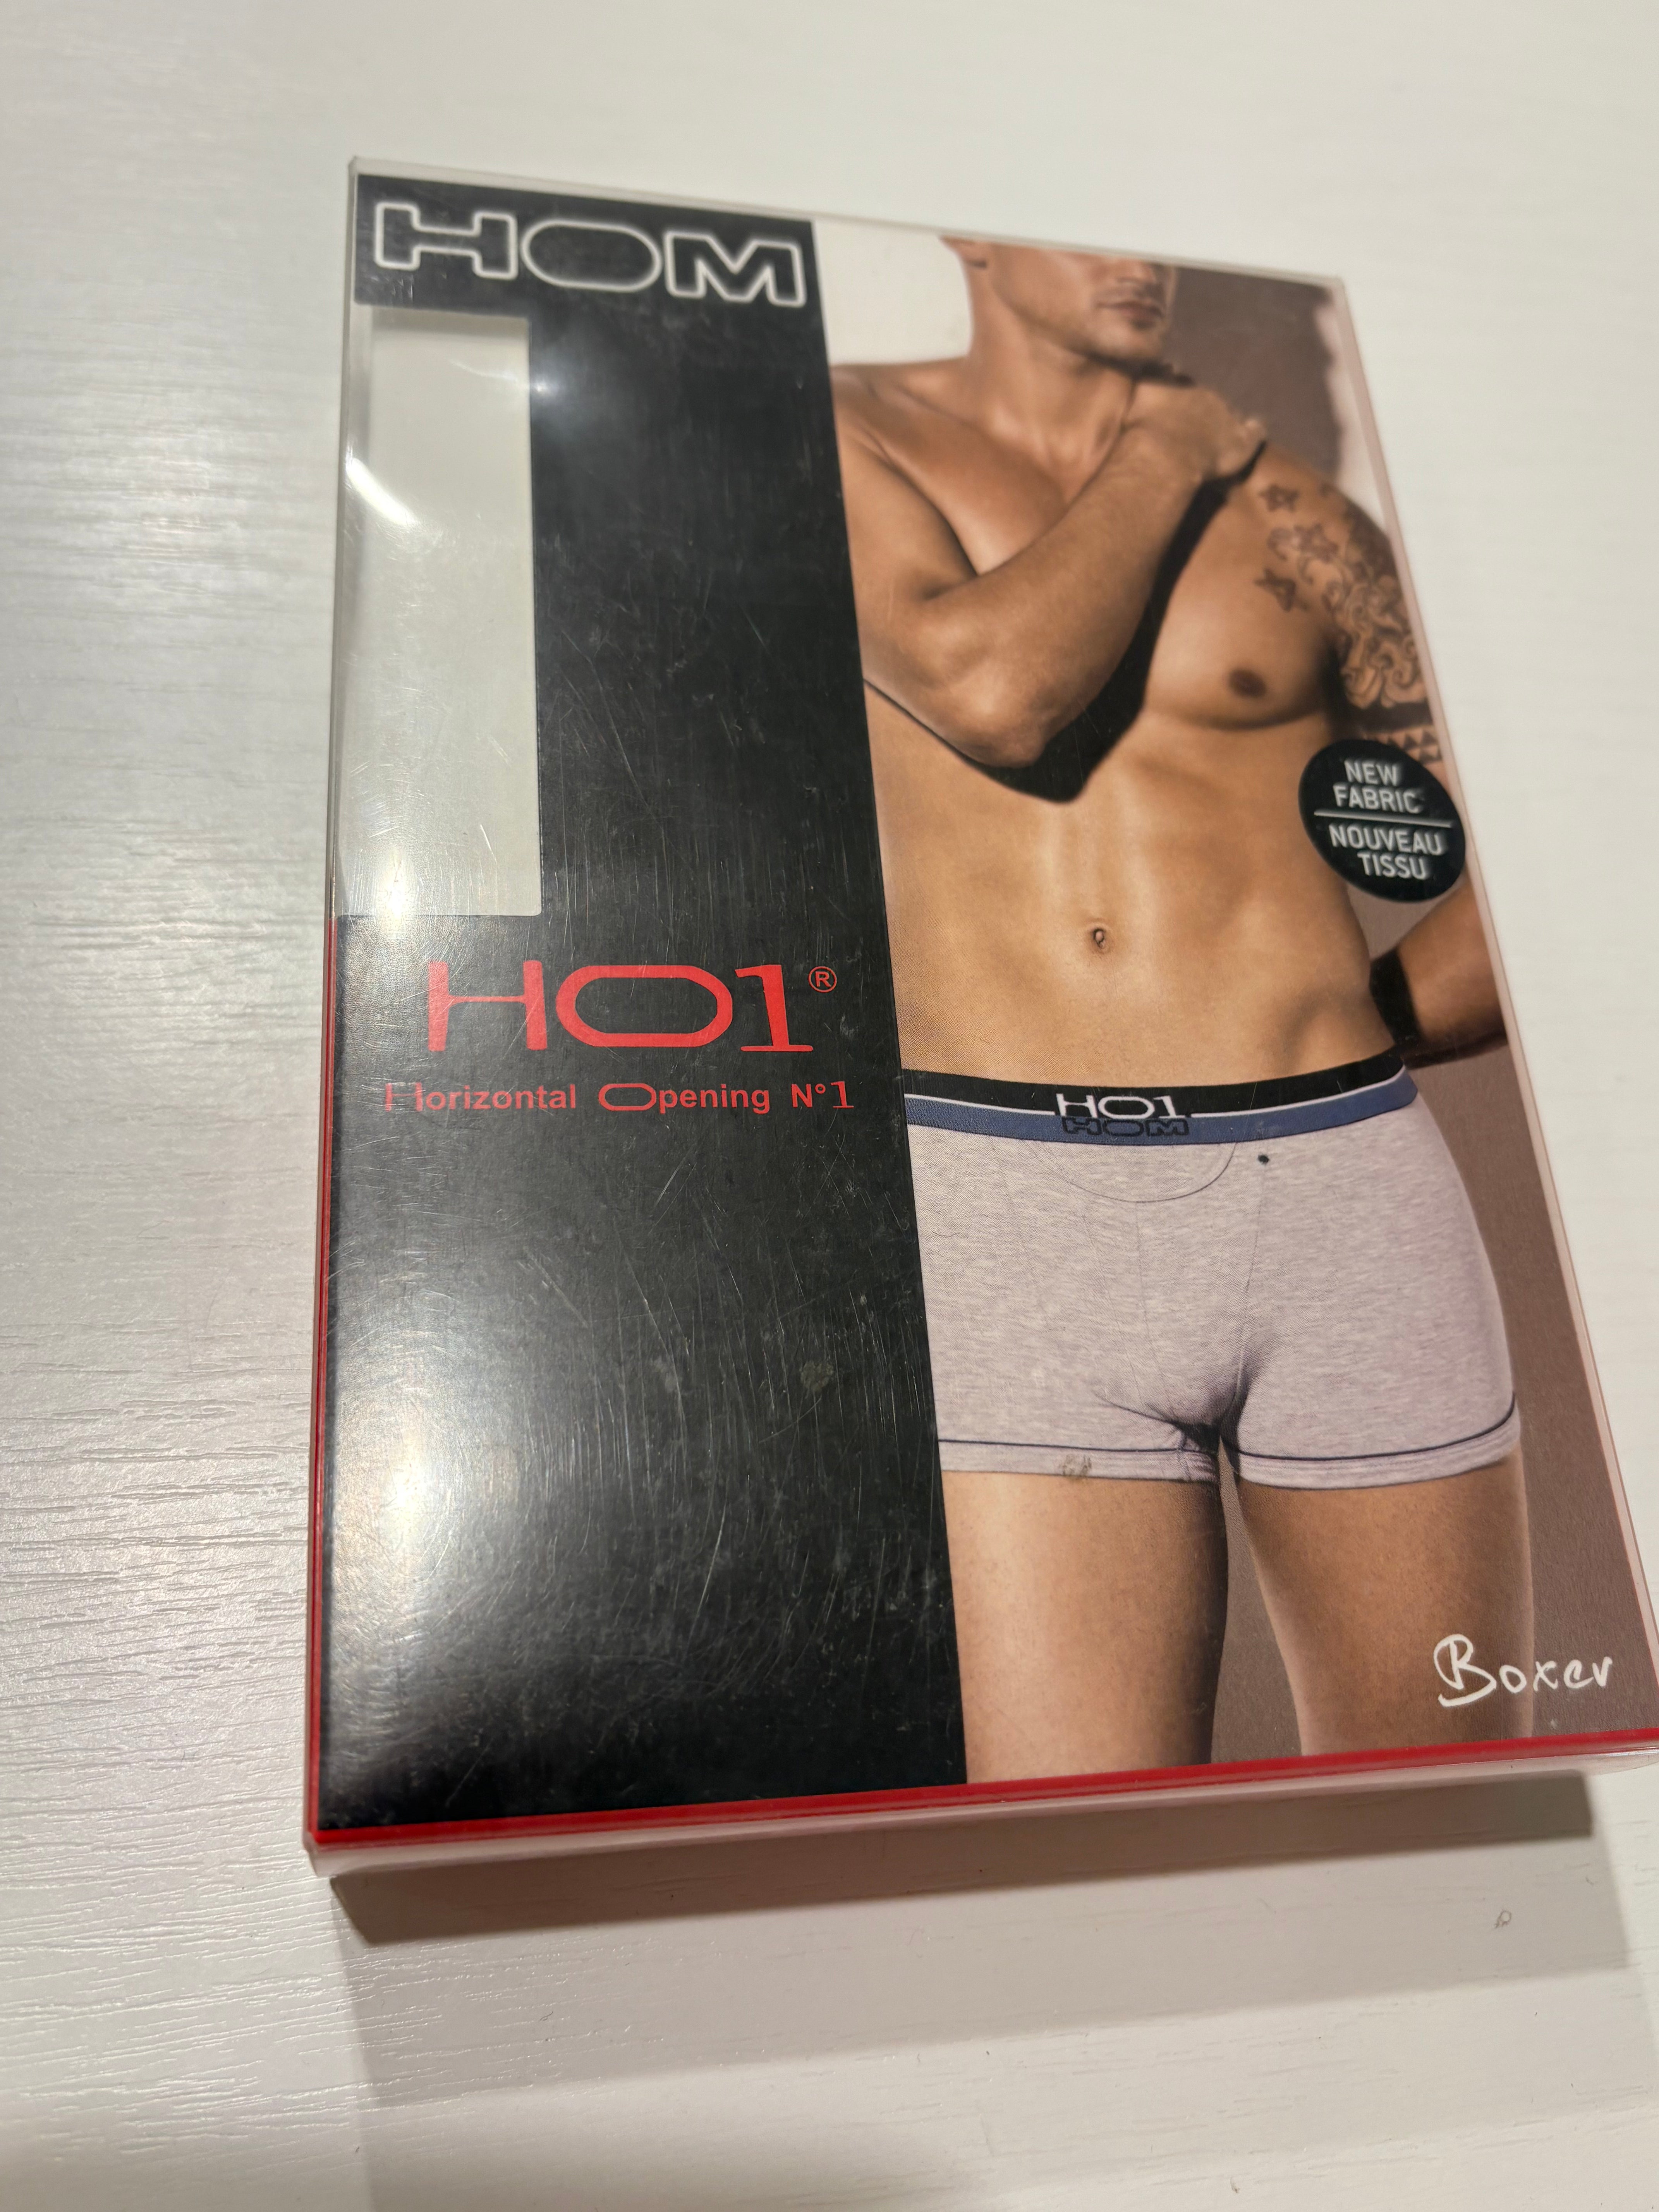 HOM
HO1®
Horizontal Opening N°1
NEW
FABRIC
NOUVEAU
TISSU
HO1
HOM
Boxer